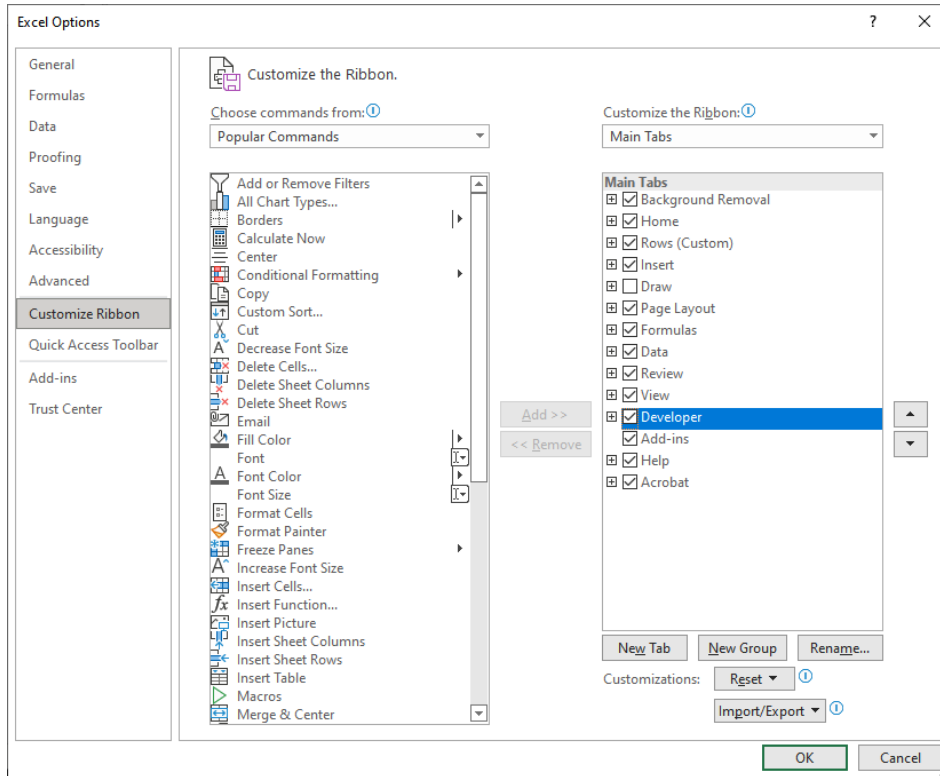 Excel Options
?
General
Formulas
Data
Proofing
Save
Language
Accessibility
Advanced
Customize Ribbon
Quick Access Toolbar
Add-ins
Trust Center
Customize the Ribbon.
Choose commands from:
Popular Commands
Add or Remove Filters
All Chart Types...
Borders
Calculate Now
Center
Conditional Formatting
Copy
Custom Sort...
Cut
Decrease Font Size
Delete Cells...
Delete Sheet Columns
Delete Sheet Rows
Email
Fill Color
Font
Font Color
Font Size
Format Cells
Format Painter
Freeze Panes
Increase Font Size
Insert Cells...
Insert Function...
Insert Picture
Insert Sheet Columns
Insert Sheet Rows
Insert Table
Macros
Merge & Center
Add >>
<< Remove
Customize the Ribbon:
Main Tabs
Main Tabs
Background Removal
Home
Rows (Custom)
Insert
Draw
Page Layout
Formulas
Data
Review
View
Developer
Add-ins
Help
Acrobat
New Tab
New Group
Rename...
Customizations:
Reset
Import/Export
OK
Cancel